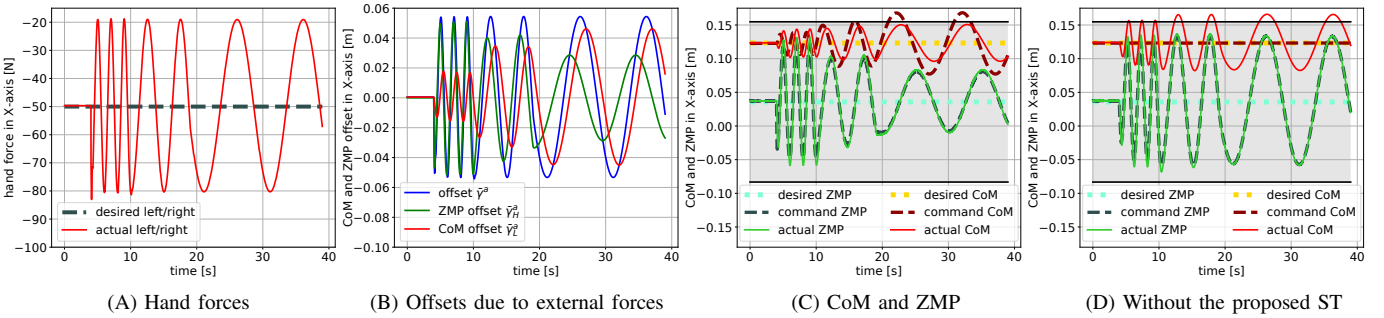 hand force in X-axis [N]
−20
−30
−40
−50
−60
−70
−80
−90
−100
desired left/right
actual left/right
0
10
20
30
40
time [s]
(A) Hand forces
CoM and ZMP Offset in X-axis [m]
0.06
0.04
0.02
0.00
−0.02
−0.04
−0.06
−0.08
−0.10
offset γ̃ᵃ
ZMP offset γ̃ᵃ_H
CoM offset γ̃ᵃ_L
0
10
20
30
40
time [s]
(B) Offsets due to external forces
CoM and ZMP in X-axis [m]
0.15
0.10
0.05
0.00
−0.05
−0.10
−0.15
desired ZMP
command ZMP
actual ZMP
desired CoM
command CoM
actual CoM
0
10
20
30
40
time [s]
(C) CoM and ZMP
CoM and ZMP in X-axis [m]
0.15
0.10
0.05
0.00
−0.05
−0.10
−0.15
desired ZMP
command ZMP
actual ZMP
desired CoM
command CoM
actual CoM
0
10
20
30
40
time [s]
(D) Without the proposed ST